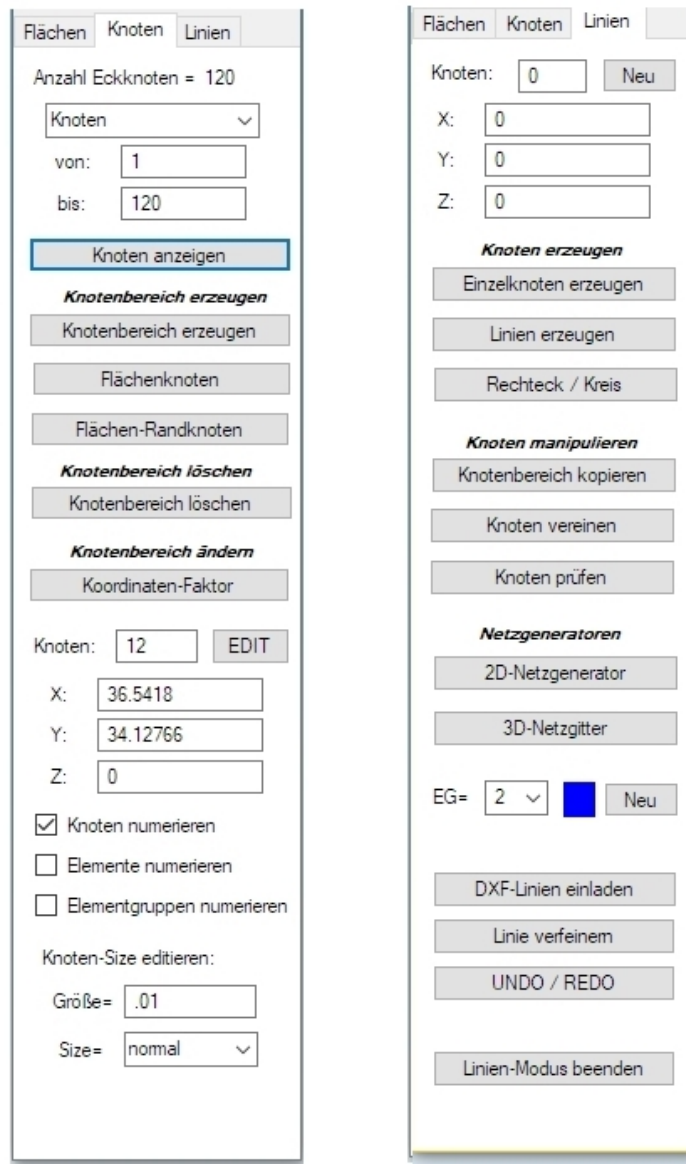 Flächen Knoten Linien
Anzahl Eckknoten = 120
Knoten
von: 1
bis: 120
Knoten anzeigen
Knotenbereich erzeugen
Knotenbereich erzeugen
Flächenknoten
Flächen-Randknoten
Knotenbereich löschen
Knotenbereich löschen
Knotenbereich ändern
Koordinaten-Faktor
Knoten: 12 EDIT
X: 36.5418
Y: 34.12766
Z: 0
Knoten numerieren
Elemente numerieren
Elementgruppen numerieren
Knoten-Size editieren:
Größe= .01
Size= normal
Flächen Knoten Linien
Knoten: 0 Neu
X: 0
Y: 0
Z: 0
Knoten erzeugen
Einzelknoten erzeugen
Linien erzeugen
Rechteck / Kreis
Knoten manipulieren
Knotenbereich kopieren
Knoten vereinen
Knoten prüfen
Netzgeneratoren
2D-Netzgenerator
3D-Netzgitter
EG= 2 Neu
DXF-Linien einladen
Linie verfeinern
UNDO / REDO
Linien-Modus beenden